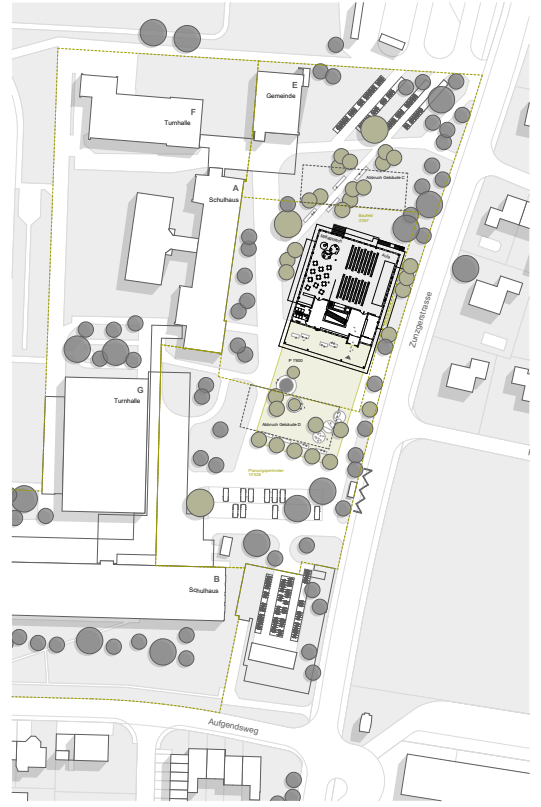 E
Gemeinde
F
Turnhalle
Abbruch Gebäude C
A
Schulhaus
Aula
Zunzgerstrasse
G
Turnhalle
Abbruch Gebäude D
B
Schulhaus
Aufgendsweg